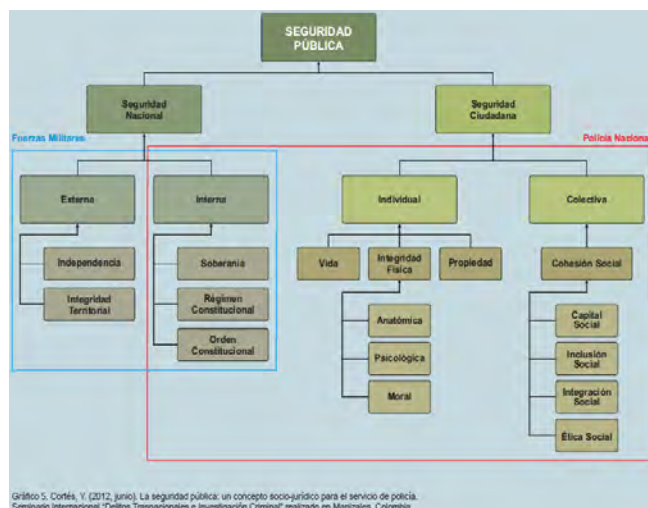 SEGURIDAD
PÚBLICA
Seguridad
Nacional
Seguridad
Ciudadana
Fuerzas Militares
Policía Nacional
Externa
Interna
Individual
Colectiva
Independencia
Soberanía
Vida
Integridad
Física
Propiedad
Cohesión Social
Integridad
Territorial
Régimen
Constitucional
Anatómica
Capital
Social
Orden
Constitucional
Psicológica
Inclusión
Social
Moral
Integración
Social
Ética Social
Gráfico 5. Cortés, Y. (2012, junio). La seguridad pública: un concepto socio-jurídico para el servicio de policía.
Seminario Internacional "Delitos Trasnacionales e Investigación Criminal" realizado en Manizales, Colombia